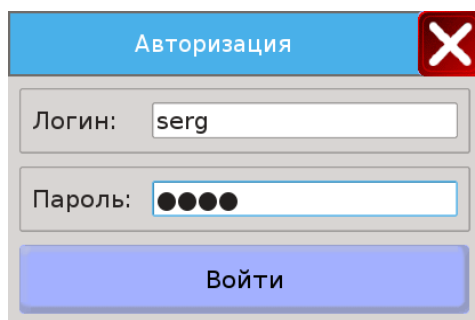 Авторизация
Логин: serg
Пароль: ●●●●
Войти